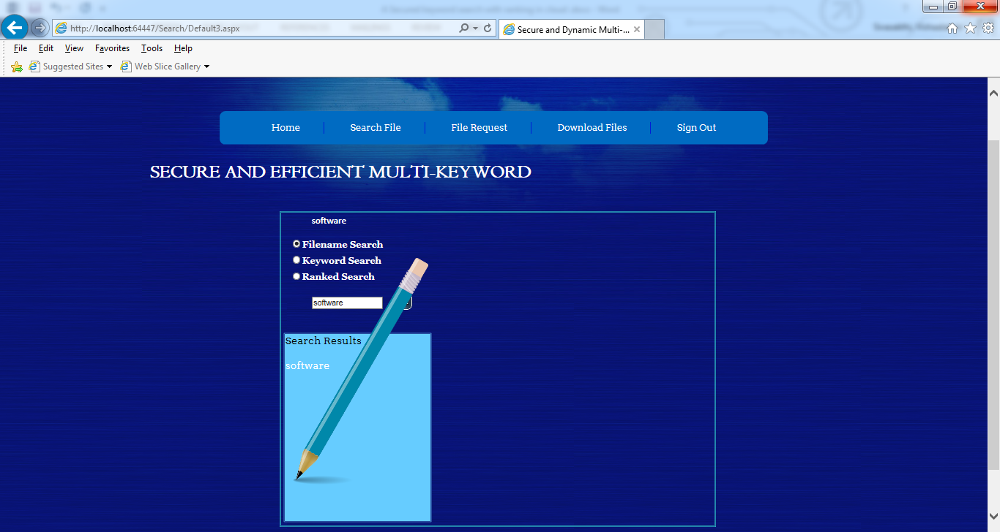 http://localhost:64447/Search/Default3.aspx
Secure and Dynamic Multi-...
File Edit View Favorites Tools Help
Suggested Sites Web Slice Gallery
Home Search File File Request Download Files Sign Out
SECURE AND EFFICIENT MULTI-KEYWORD
software
Filename Search
Keyword Search
Ranked Search
software
Search Results
software